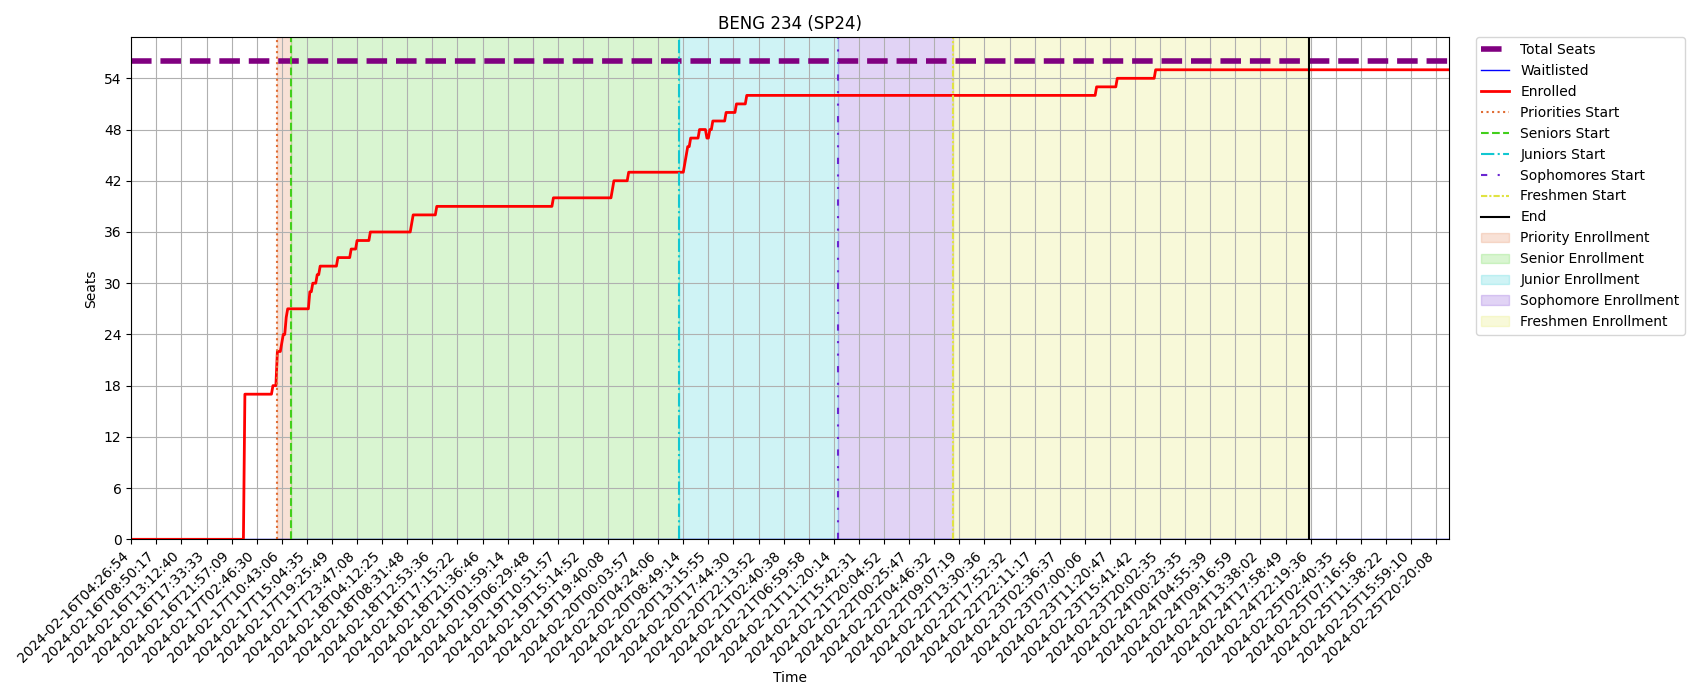 BENG 234 (SP24)
Total Seats
Waitlisted
Enrolled
Priorities Start
Seniors Start
Juniors Start
Sophomores Start
Freshmen Start
End
Priority Enrollment
Senior Enrollment
Junior Enrollment
Sophomore Enrollment
Freshmen Enrollment
Seats
54
48
42
36
30
24
18
12
6
0
2024-02-16T04:26:54
2024-02-16T08:50:17
2024-02-16T13:12:40
2024-02-16T17:33:33
2024-02-16T21:57:09
2024-02-17T02:46:30
2024-02-17T10:43:06
2024-02-17T15:04:35
2024-02-17T19:25:49
2024-02-17T23:47:08
2024-02-18T04:12:25
2024-02-18T08:31:48
2024-02-18T12:53:36
2024-02-18T17:15:22
2024-02-18T21:36:46
2024-02-19T01:59:14
2024-02-19T06:29:48
2024-02-19T10:51:57
2024-02-19T15:14:52
2024-02-19T19:40:08
2024-02-20T00:03:57
2024-02-20T04:24:06
2024-02-20T08:49:14
2024-02-20T13:15:55
2024-02-20T17:44:30
2024-02-20T22:13:52
2024-02-21T02:40:38
2024-02-21T06:59:58
2024-02-21T11:20:14
2024-02-21T15:42:31
2024-02-21T20:04:52
2024-02-22T00:25:47
2024-02-22T04:46:32
2024-02-22T09:07:19
2024-02-22T13:30:36
2024-02-22T17:52:32
2024-02-22T22:11:17
2024-02-23T02:36:37
2024-02-23T07:00:06
2024-02-23T11:20:47
2024-02-23T15:41:42
2024-02-23T20:02:35
2024-02-24T00:23:35
2024-02-24T04:55:39
2024-02-24T09:16:59
2024-02-24T13:38:02
2024-02-24T17:58:49
2024-02-24T22:19:36
2024-02-25T02:40:35
2024-02-25T07:16:56
2024-02-25T11:38:22
2024-02-25T15:59:10
2024-02-25T20:20:08
Time